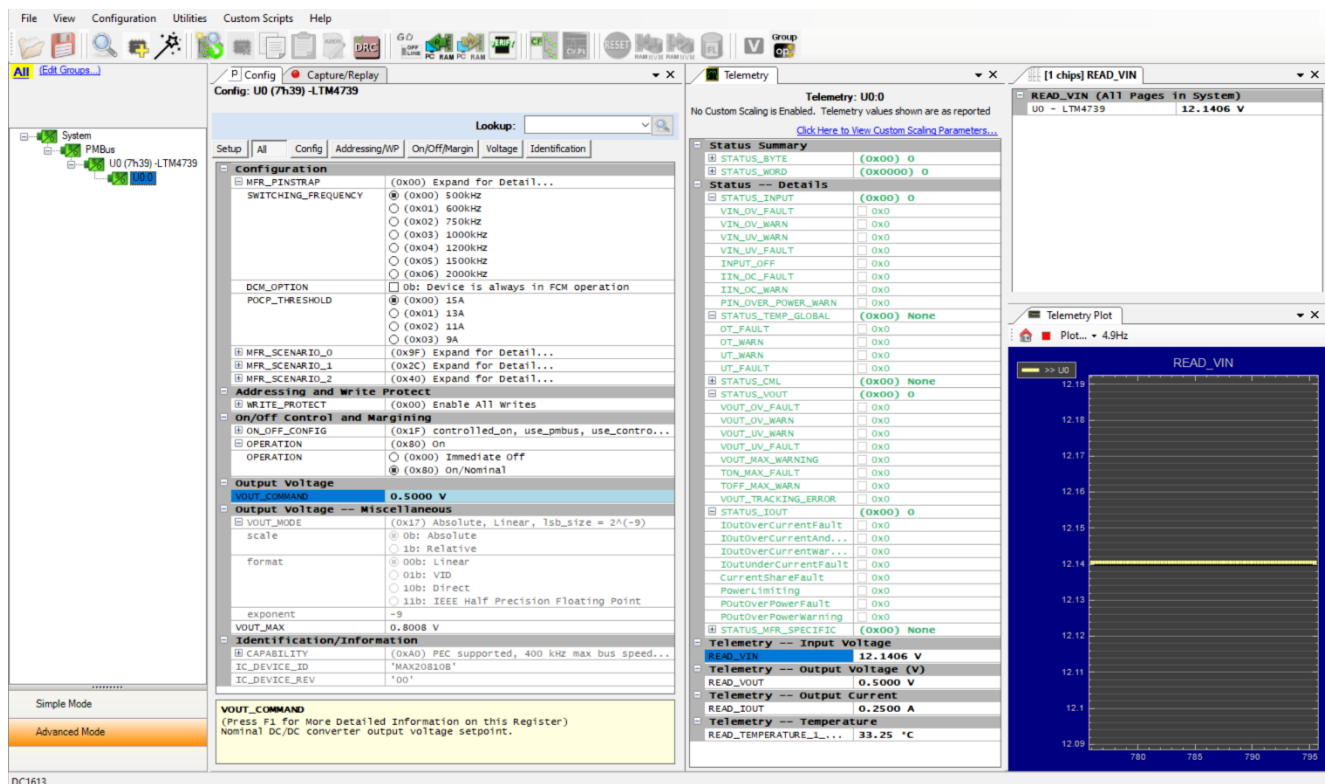 File View Configuration Utilities Custom Scripts Help
DRC
GO OFF LINE
PC RAM
PC RAM
VERIFY
RESET
V
Group op
All (Edit Groups...)
System
PMBus
U0 (7h39) -LTM4739
U0:0
Simple Mode
Advanced Mode
DC1613
P Config Capture/Replay
Config: U0 (7h39) -LTM4739
Lookup:
Setup All Config Addressing/WP On/Off/Margin Voltage Identification
Configuration
MFR_PINSTRAP (0x00) Expand for Detail...
SWITCHING_FREQUENCY (0x00) 500kHz
(0x01) 600kHz
(0x02) 750kHz
(0x03) 1000kHz
(0x04) 1200kHz
(0x05) 1500kHz
(0x06) 2000kHz
DCM_OPTION 0b: Device is always in FCM operation
POCP_THRESHOLD (0x00) 15A
(0x01) 13A
(0x02) 11A
(0x03) 9A
MFR_SCENARIO_0 (0x9F) Expand for Detail...
MFR_SCENARIO_1 (0x2C) Expand for Detail...
MFR_SCENARIO_2 (0x40) Expand for Detail...
Addressing and Write Protect
WRITE_PROTECT (0x00) Enable All Writes
On/Off Control and Margining
ON_OFF_CONFIG (0x1F) controlled_on, use_pmbus, use_contro...
OPERATION (0x80) On
OPERATION (0x00) Immediate Off
(0x80) On/Nominal
Output Voltage
VOUT_COMMAND 0.5000 V
Output Voltage -- Miscellaneous
VOUT_MODE (0x17) Absolute, Linear, lsb_size = 2^(-9)
scale 0b: Absolute
1b: Relative
format 00b: Linear
01b: VID
10b: Direct
11b: IEEE Half Precision Floating Point
exponent -9
VOUT_MAX 0.8008 V
Identification/Information
CAPABILITY (0xA0) PEC supported, 400 kHz max bus speed...
IC_DEVICE_ID 'MAX20810B'
IC_DEVICE_REV '00'
VOUT_COMMAND
(Press F1 for More Detailed Information on this Register)
Nominal DC/DC converter output voltage setpoint.
Telemetry
Telemetry: U0:0
No Custom Scaling is Enabled. Telemetry values shown are as reported
Click Here to View Custom Scaling Parameters...
Status Summary
STATUS_BYTE (0x00) 0
STATUS_WORD (0x0000) 0
Status -- Details
STATUS_INPUT (0x00) 0
VIN_OV_FAULT 0x0
VIN_OV_WARN 0x0
VIN_UV_WARN 0x0
VIN_UV_FAULT 0x0
INPUT_OFF 0x0
IIN_OC_FAULT 0x0
IIN_OC_WARN 0x0
PIN_OVER_POWER_WARN 0x0
STATUS_TEMP_GLOBAL (0x00) None
OT_FAULT 0x0
OT_WARN 0x0
UT_WARN 0x0
UT_FAULT 0x0
STATUS_CML (0x00) None
STATUS_VOUT (0x00) 0
VOUT_OV_FAULT 0x0
VOUT_OV_WARN 0x0
VOUT_UV_WARN 0x0
VOUT_UV_FAULT 0x0
VOUT_MAX_WARNING 0x0
TON_MAX_FAULT 0x0
TOFF_MAX_WARN 0x0
VOUT_TRACKING_ERROR 0x0
STATUS_IOUT (0x00) 0
IOutOverCurrentFault 0x0
IOutOverCurrentAnd... 0x0
IOutOverCurrentWar... 0x0
IOutUnderCurrentFault 0x0
CurrentShareFault 0x0
PowerLimiting 0x0
POutOverPowerFault 0x0
POutOverPowerWarning 0x0
STATUS_MFR_SPECIFIC (0x00) None
Telemetry -- Input Voltage
READ_VIN 12.1406 V
Telemetry -- Output Voltage (V)
READ_VOUT 0.5000 V
Telemetry -- Output Current
READ_IOUT 0.2500 A
Telemetry -- Temperature
READ_TEMPERATURE_1_... 33.25 °C
[1 chips] READ_VIN
READ_VIN (All Pages in System)
U0 - LTM4739 12.1406 V
Telemetry Plot
Plot... 4.9Hz
READ_VIN
>> U0
12.19
12.18
12.17
12.16
12.15
12.14
12.13
12.12
12.11
12.1
12.09
780 785 790 795